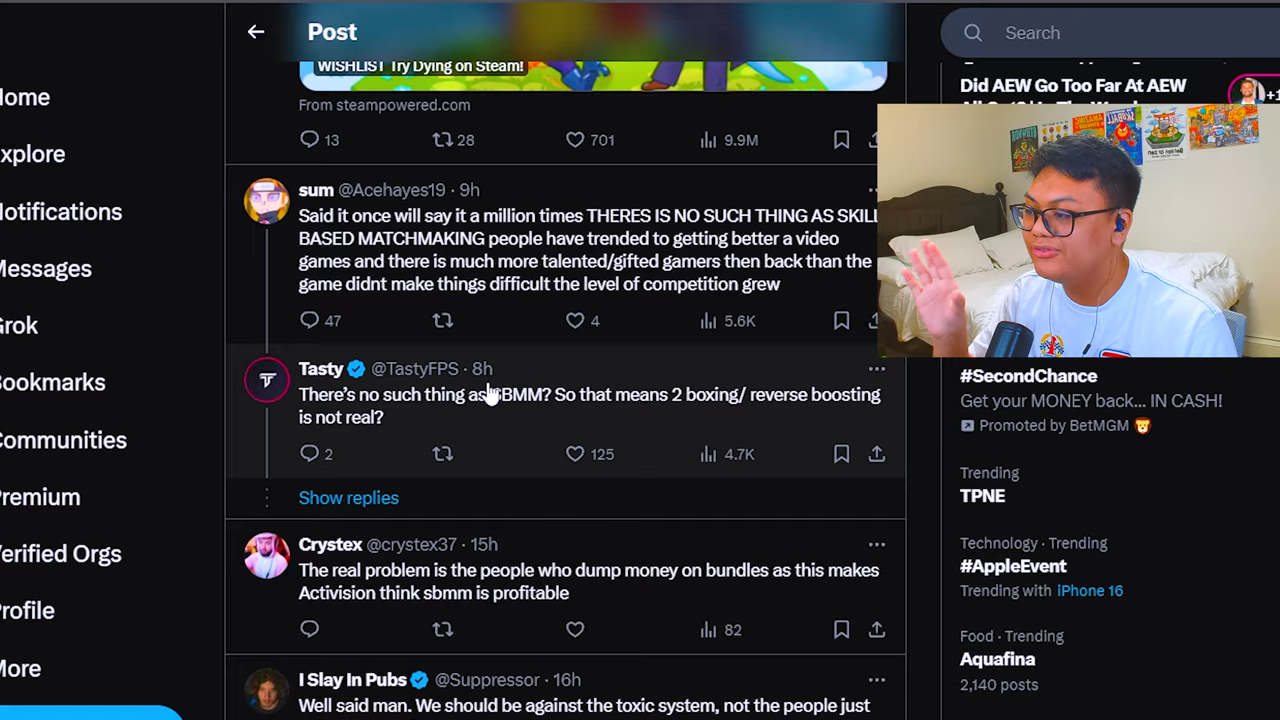 Post
Search
WISHLIST Try Dying on Steam!
From steampowered.com
13
28
701
9.9M
Did AEW Go Too Far At AEW
+1
ome
xplore
otifications
Messages
Grok
Bookmarks
ommunities
Premium
erified Orgs
Profile
More
sum @Acehayes19 · 9h
Said it once will say it a million times THERES IS NO SUCH THING AS SKILL
BASED MATCHMAKING people have trended to getting better a video
games and there is much more talented/gifted gamers then back than the
game didnt make things difficult the level of competition grew
47
4
5.6K
Tasty @TastyFPS · 8h
There's no such thing as SBMM? So that means 2 boxing/ reverse boosting
is not real?
2
125
4.7K
Show replies
Crystex @crystex37 · 15h
The real problem is the people who dump money on bundles as this makes
Activision think sbmm is profitable
82
I Slay In Pubs @Suppressor · 16h
Well said man. We should be against the toxic system, not the people just
#SecondChance
Get your MONEY back... IN CASH!
Promoted by BetMGM 🦁
Trending
TPNE
Technology · Trending
#AppleEvent
Trending with iPhone 16
Food · Trending
Aquafina
2,140 posts